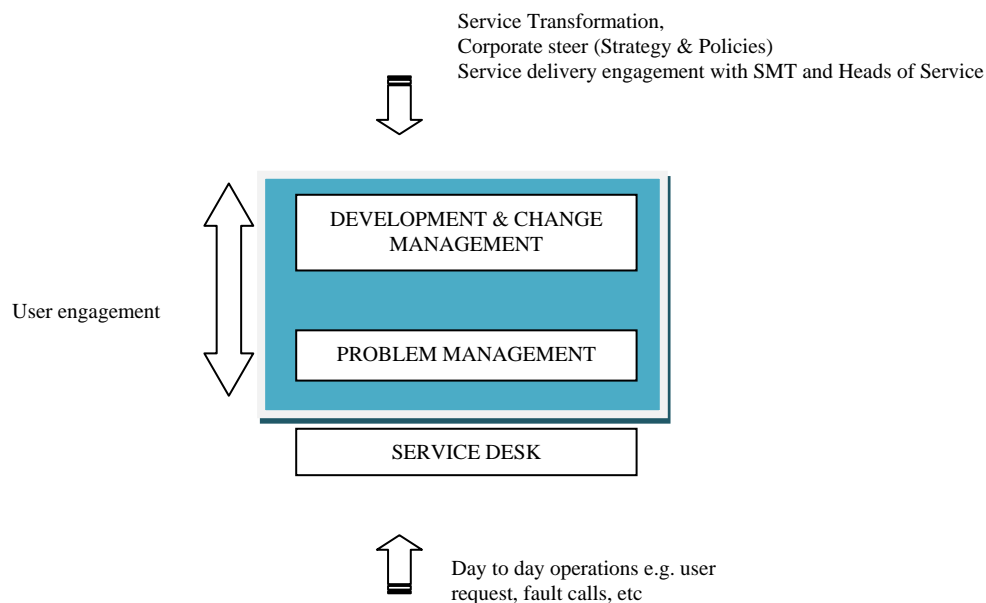 Service Transformation,
Corporate steer (Strategy & Policies)
Service delivery engagement with SMT and Heads of Service
DEVELOPMENT & CHANGE
MANAGEMENT
User engagement
PROBLEM MANAGEMENT
SERVICE DESK
Day to day operations e.g. user
request, fault calls, etc